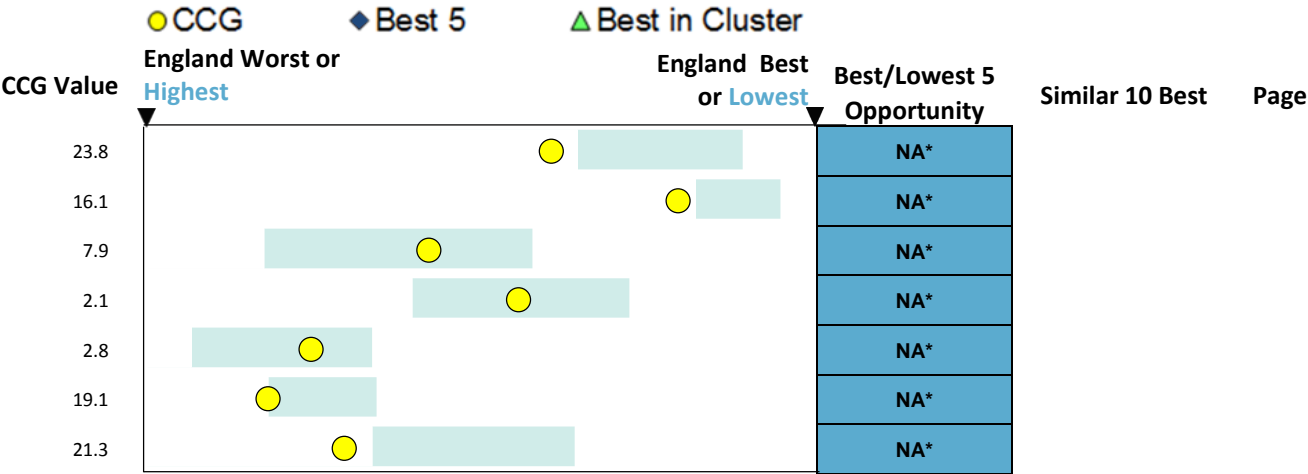 CCG Best 5 Best in Cluster
CCG Value England Worst or Highest England Best or Lowest Best/Lowest 5 Opportunity Similar 10 Best Page
23.8 NA*
16.1 NA*
7.9 NA*
2.1 NA*
2.8 NA*
19.1 NA*
21.3 NA*